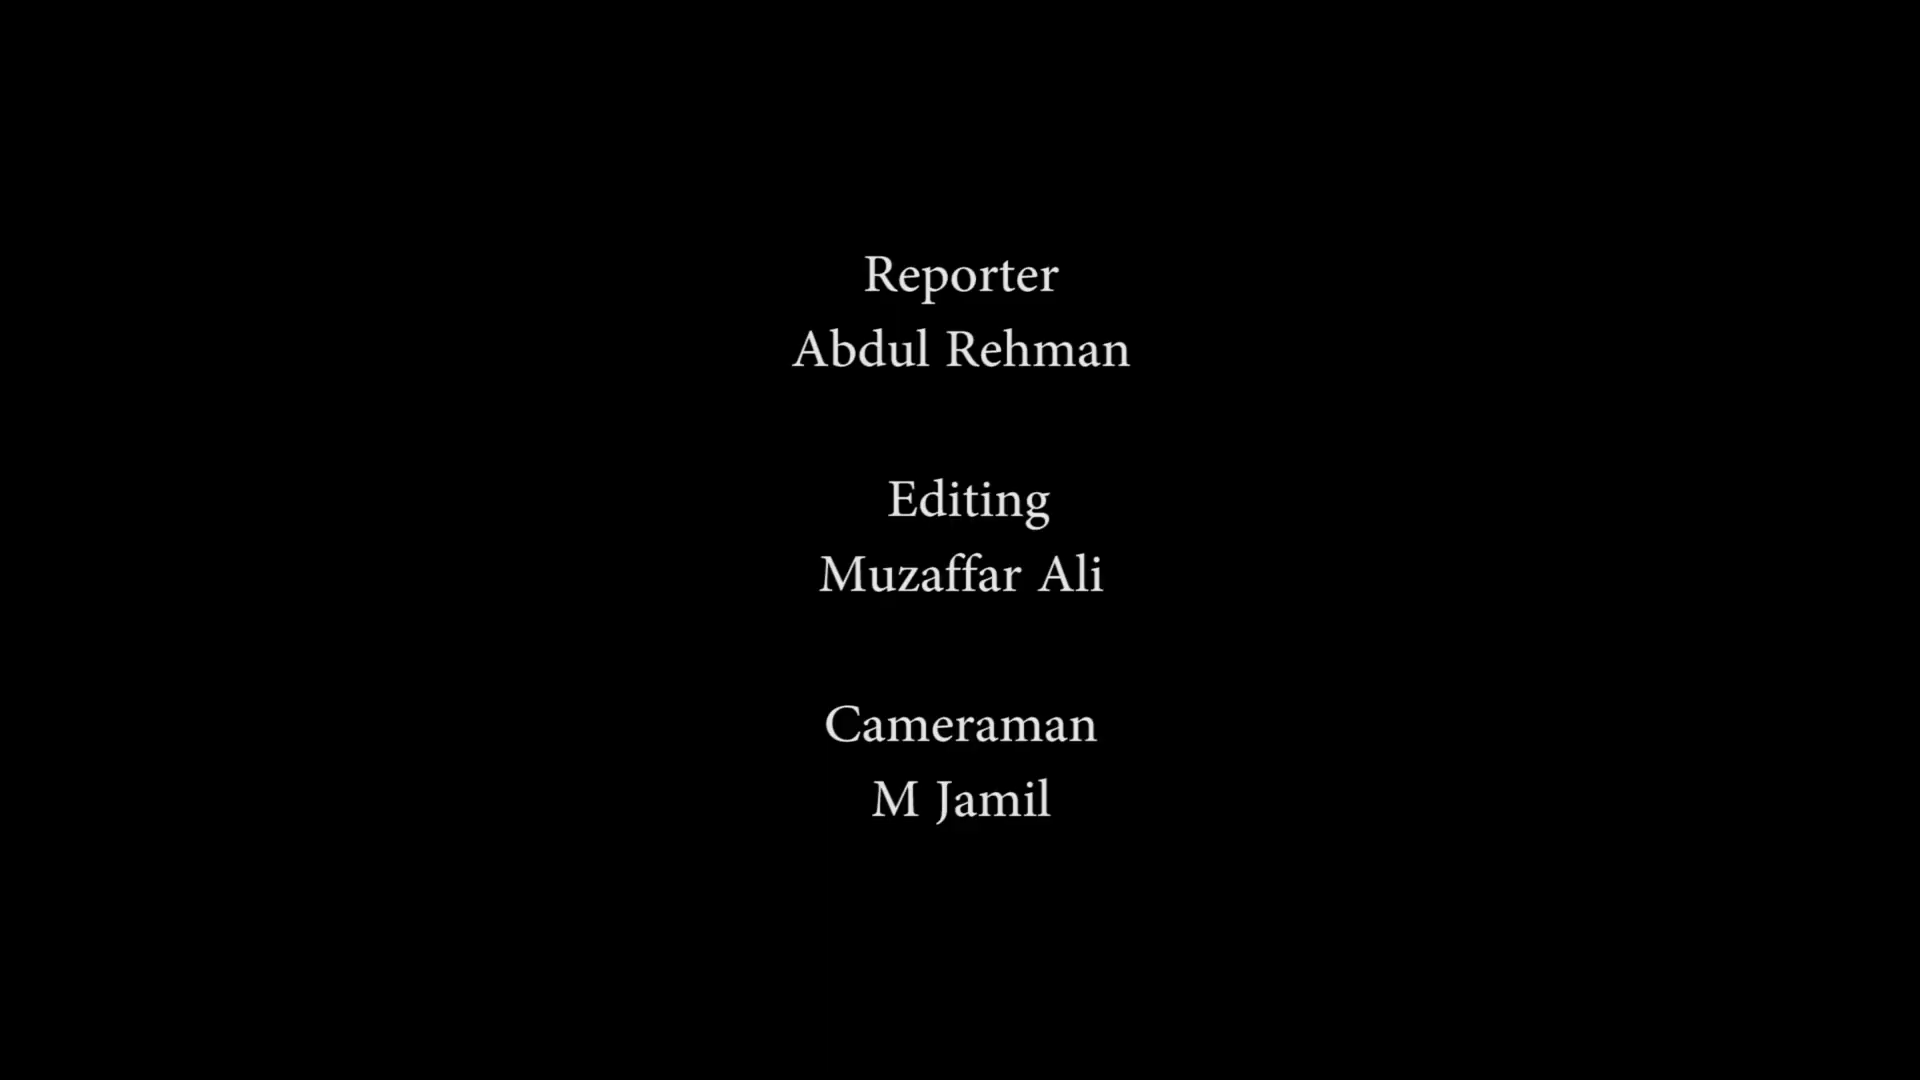 Reporter
Abdul Rehman
Editing
Muzaffar Ali
Cameraman
M Jamil